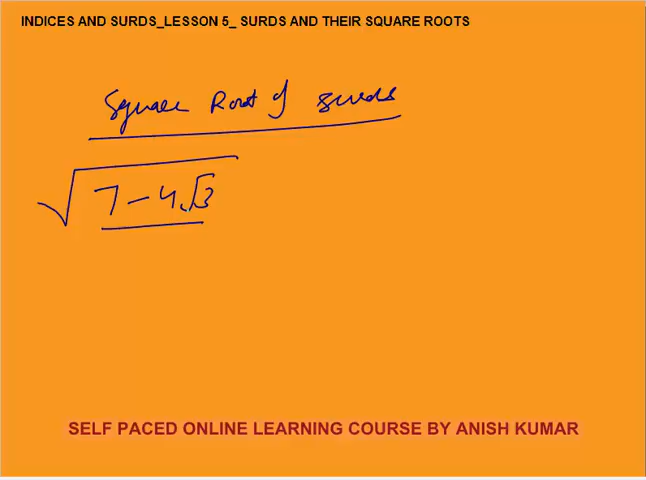 INDICES AND SURDS_LESSON 5_ SURDS AND THEIR SQUARE ROOTS
Square Root of surds
√7-4√3
SELF PACED ONLINE LEARNING COURSE BY ANISH KUMAR